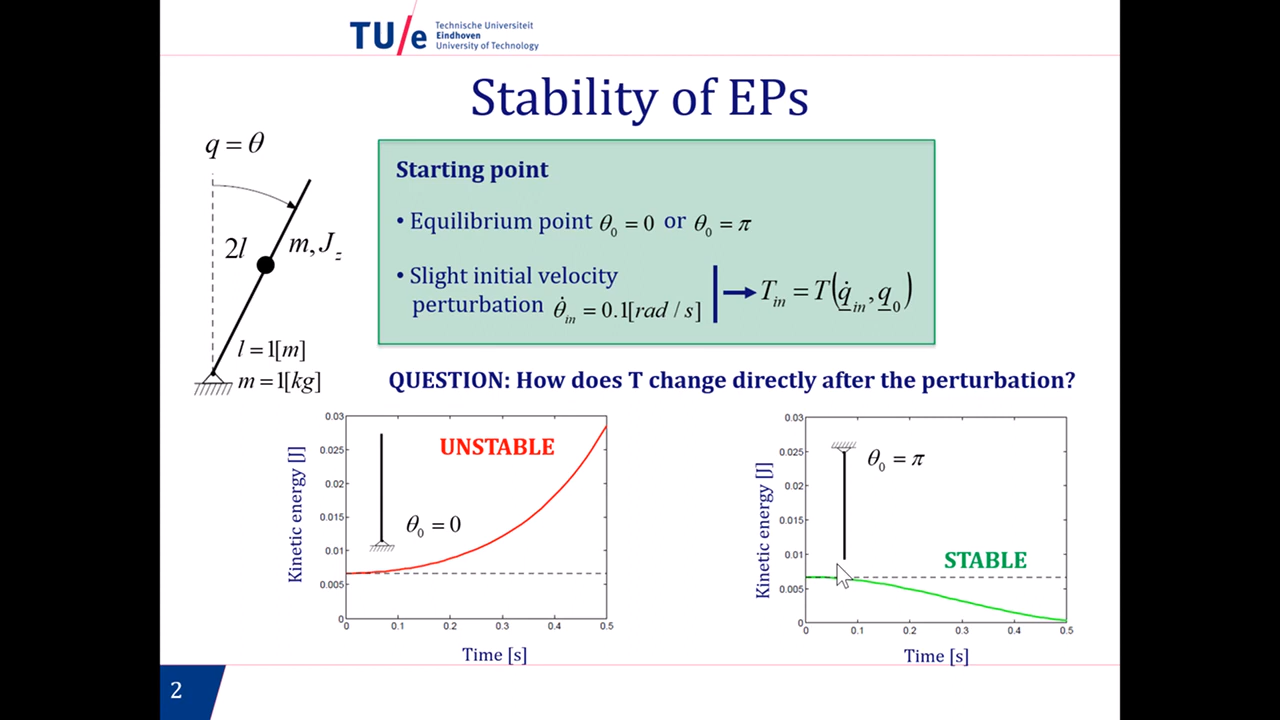 TU/e
Technische Universiteit
Eindhoven
University of Technology
Stability of EPs
q = θ
2l
m, J_z
l = 1[m]
m = 1[kg]
Starting point
• Equilibrium point θ₀ = 0 or θ₀ = π
• Slight initial velocity
perturbation θ̇_in = 0.1[rad / s]
T_in = T(q̇_in, q_0)
QUESTION: How does T change directly after the perturbation?
Kinetic energy [J]
0.03
0.025
0.02
0.015
0.01
0.005
0
UNSTABLE
θ₀ = 0
0 0.1 0.2 0.3 0.4 0.5
Time [s]
Kinetic energy [J]
0.03
0.025
0.02
0.015
0.01
0.005
0
θ₀ = π
STABLE
0 0.1 0.2 0.3 0.4 0.5
Time [s]
2